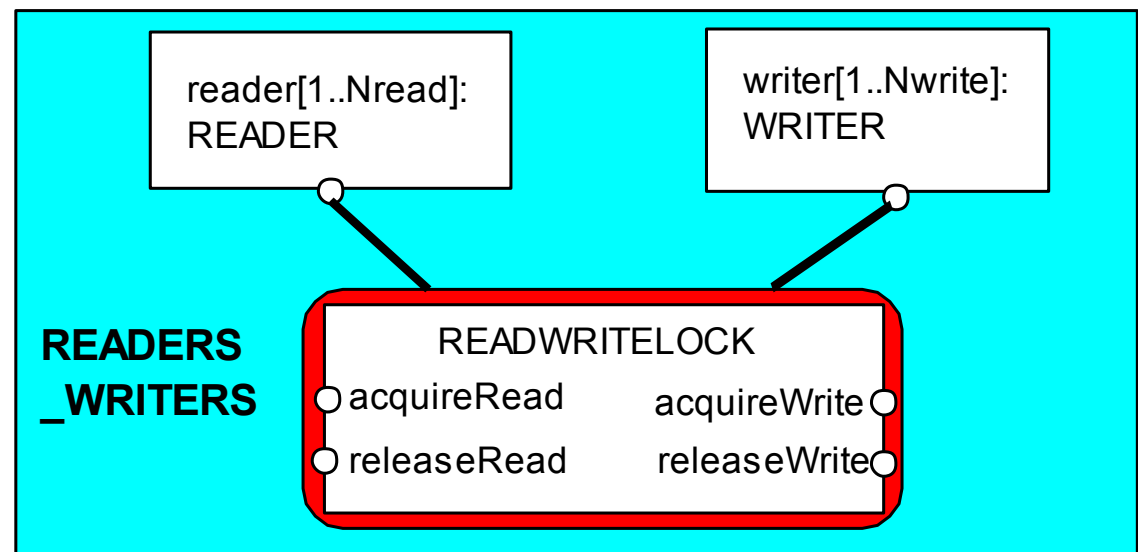 reader[1..Nread]:
READER
writer[1..Nwrite]:
WRITER
READERS
_WRITERS
READWRITELOCK
acquireRead
acquireWrite
releaseRead
releaseWrite